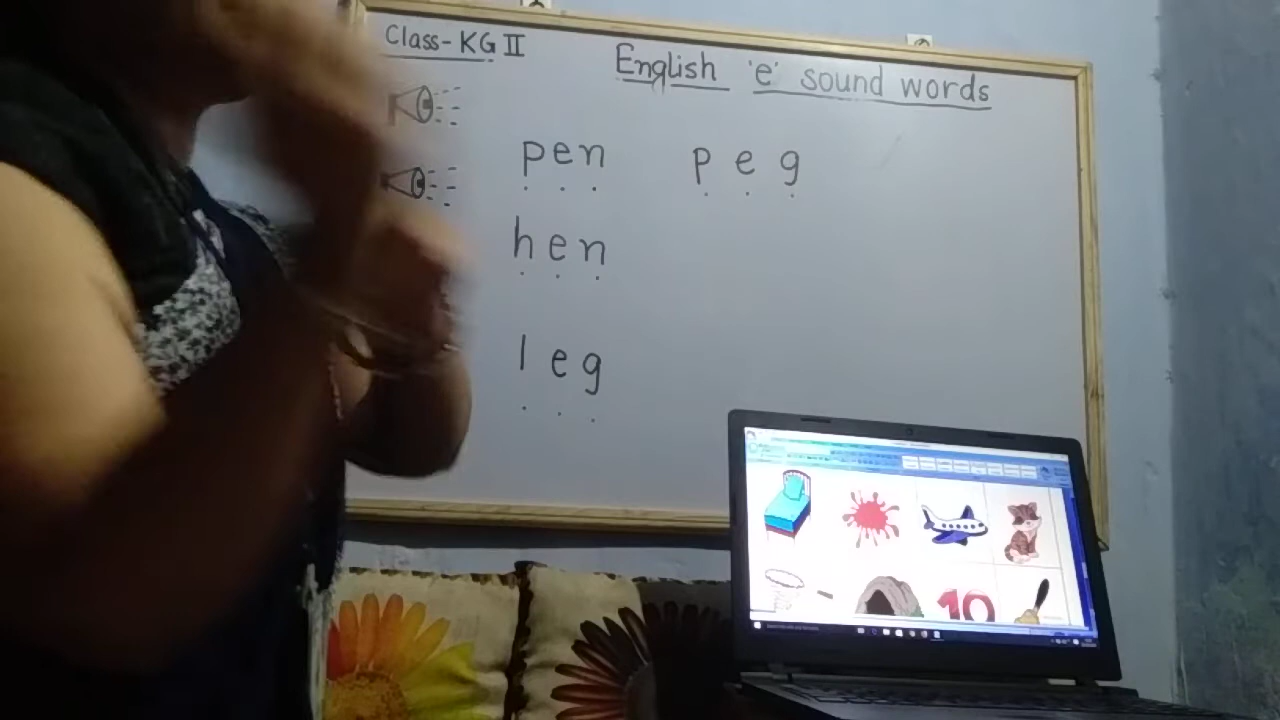 Class-KG II
English 'e' sound words
pen peg
hen
leg
10